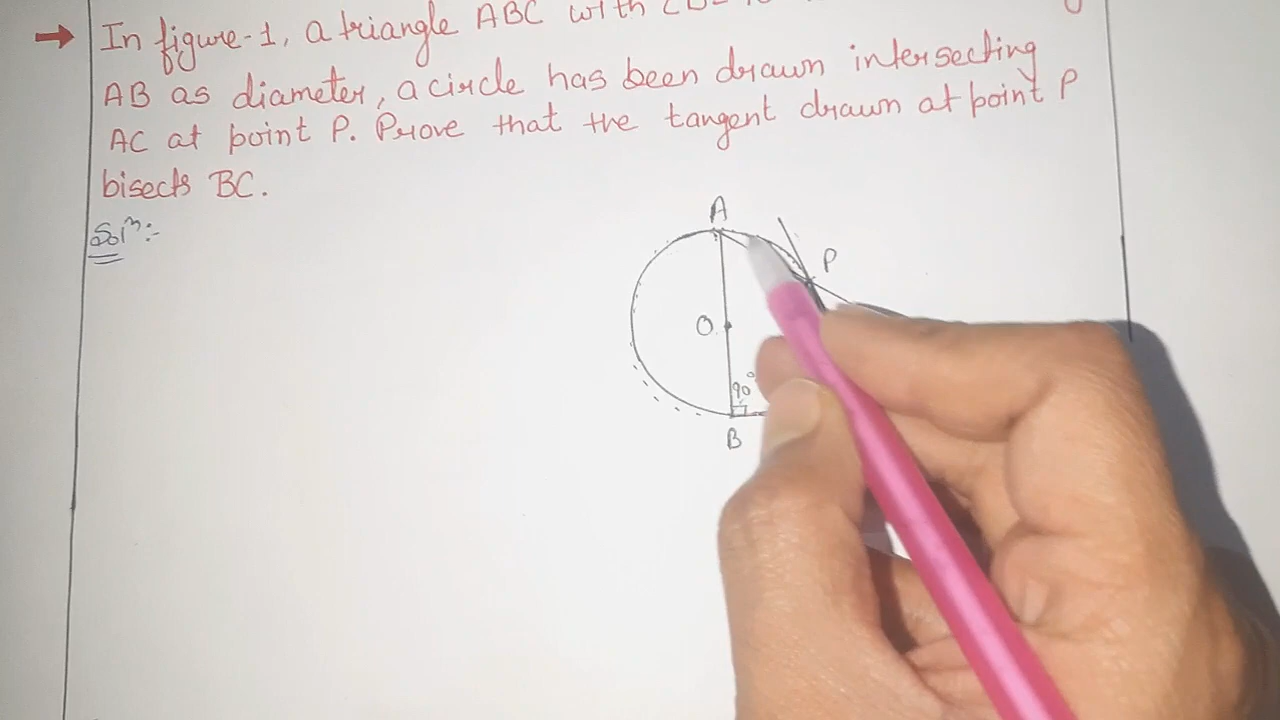 In figure-1, a triangle ABC with
AB as diameter, a circle has been drawn intersecting
AC at point P. Prove that the tangent drawn at point P
bisects BC.
Solⁿ:-
A
P
O
90°
B